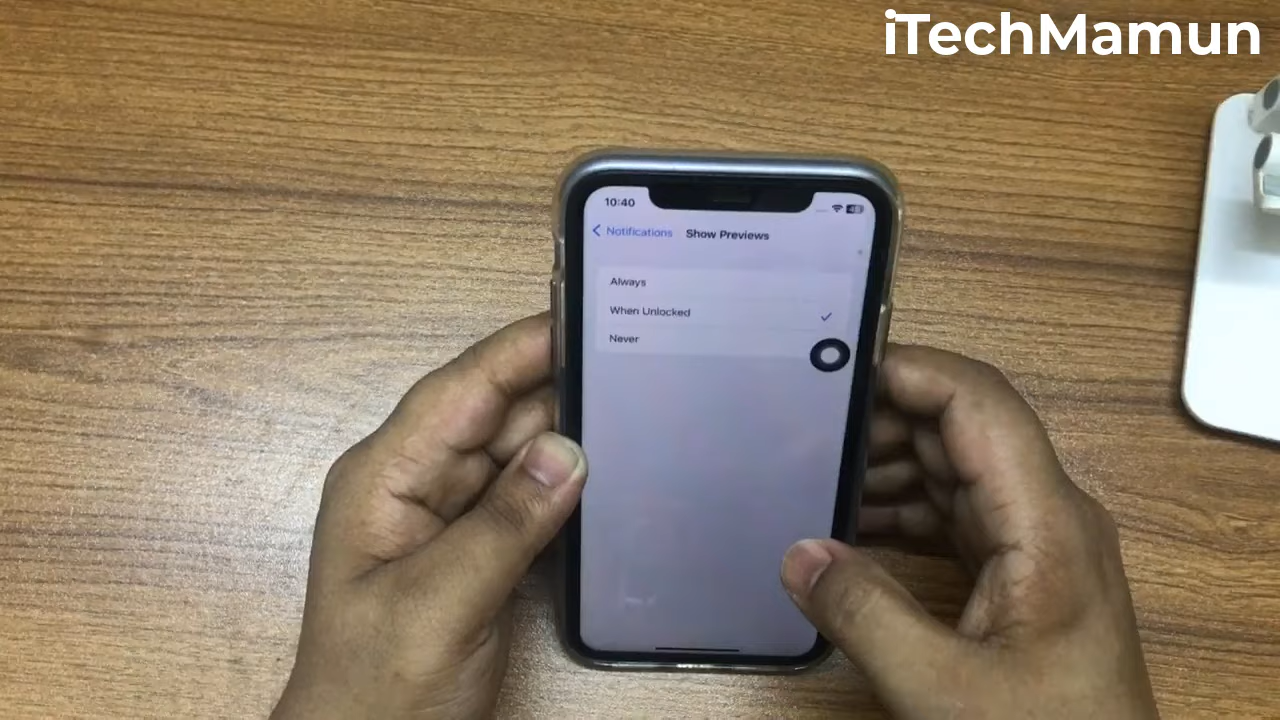 iTechMamun
10:40
Notifications Show Previews
Always
When Unlocked
Never